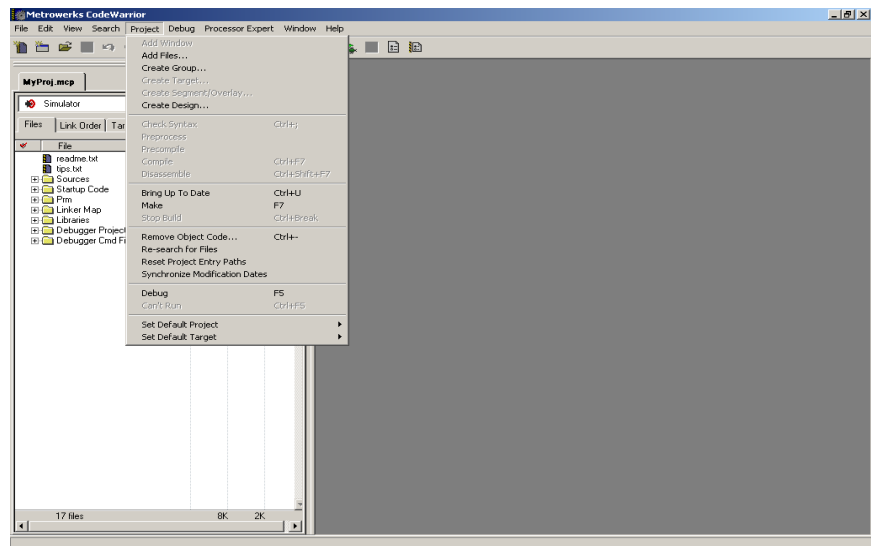 Metrowerks CodeWarrior
File Edit View Search Project Debug Processor Expert Window Help
MyProj.mcp
Simulator
Files Link Order Tar
File
readme.txt
tips.txt
Sources
Startup Code
Prm
Linker Map
Libraries
Debugger Project
Debugger Cmd Fi
Add Window
Add Files...
Create Group...
Create Target...
Create Segment/Overlay...
Create Design...
Check Syntax Ctrl+;
Preprocess
Precompile
Compile Ctrl+F7
Disassemble Ctrl+Shift+F7
Bring Up To Date Ctrl+U
Make F7
Stop Build Ctrl+Break
Remove Object Code... Ctrl+-
Re-search for Files
Reset Project Entry Paths
Synchronize Modification Dates
Debug F5
Can't Run Ctrl+F5
Set Default Project
Set Default Target
17 files 8K 2K